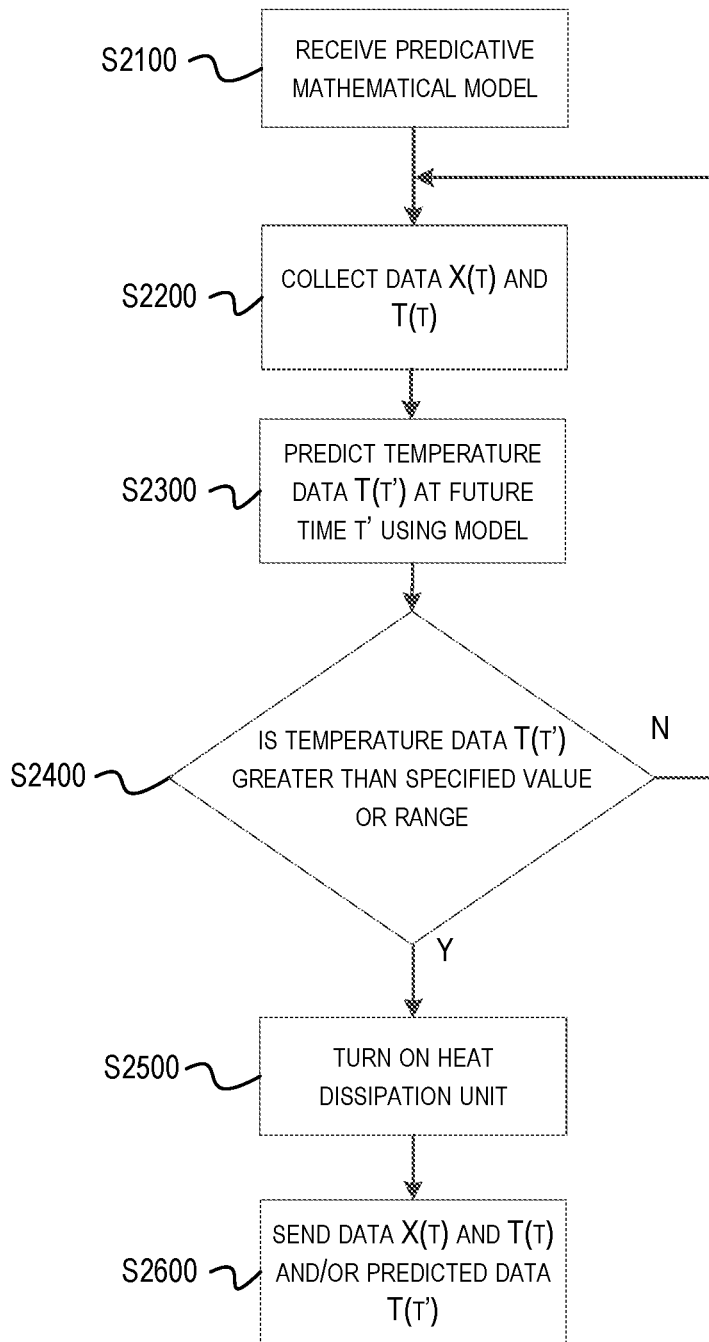 S2100
RECEIVE PREDICATIVE
MATHEMATICAL MODEL
S2200
COLLECT DATA X(T) AND
T(T)
S2300
PREDICT TEMPERATURE
DATA T(T') AT FUTURE
TIME T' USING MODEL
S2400
IS TEMPERATURE DATA T(T')
GREATER THAN SPECIFIED VALUE
OR RANGE
N
Y
S2500
TURN ON HEAT
DISSIPATION UNIT
S2600
SEND DATA X(T) AND T(T)
AND/OR PREDICTED DATA
T(T')